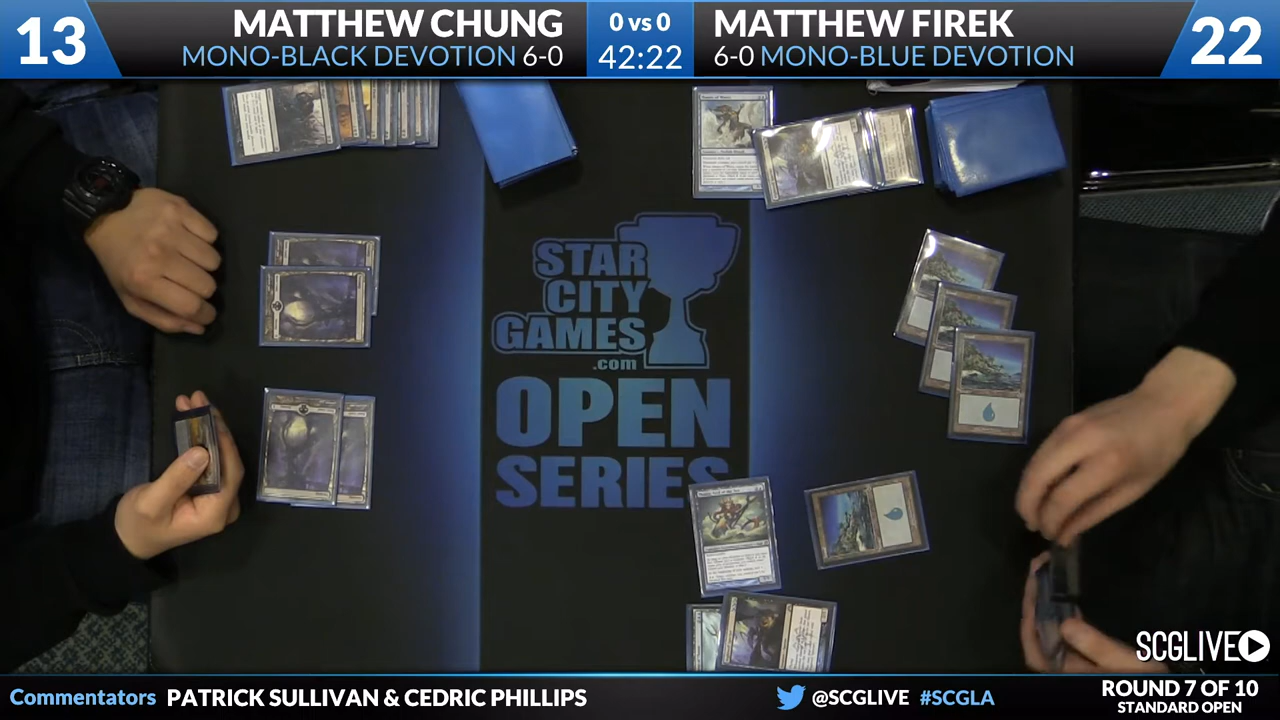 13
MATTHEW CHUNG
MONO-BLACK DEVOTION 6-0
0 vs 0
42:22
MATTHEW FIREK
6-0 MONO-BLUE DEVOTION
22
STAR
CITY
GAMES
.com
OPEN
SERIES
SCGLIVE
Commentators PATRICK SULLIVAN & CEDRIC PHILLIPS
@SCGLIVE #SCGLA
ROUND 7 OF 10
STANDARD OPEN